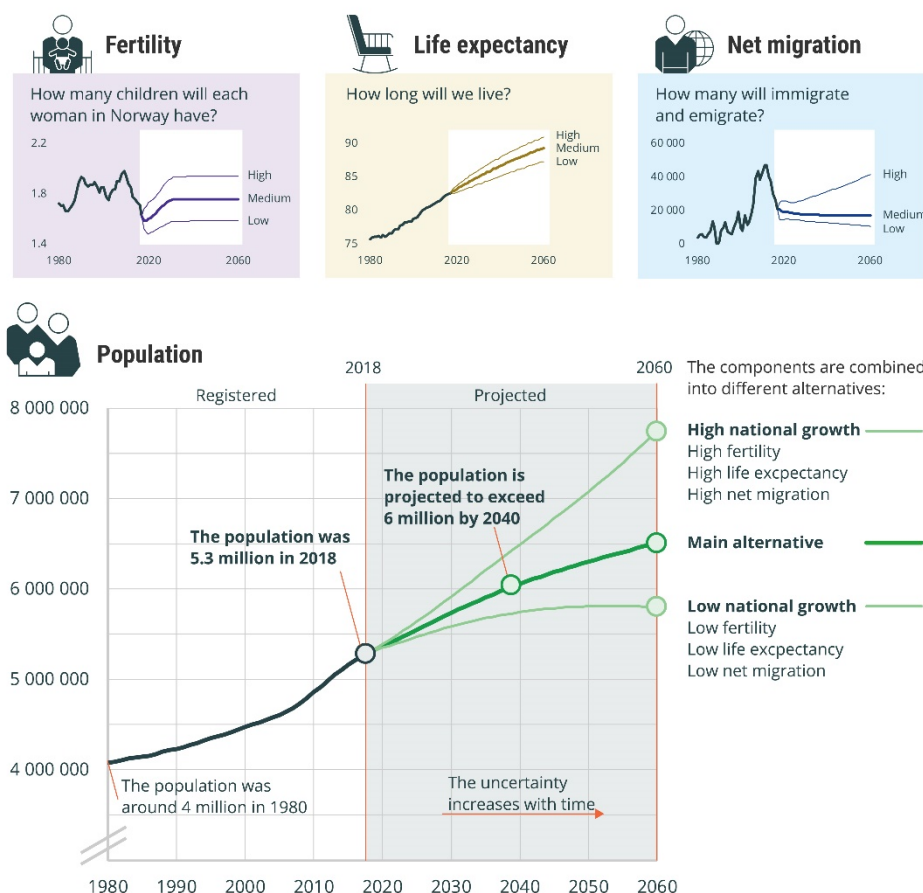 Fertility
How many children will each
woman in Norway have?
2.2
1.8
1.4
1980
2020
2060
High
Medium
Low
Life expectancy
How long will we live?
90
85
80
75
1980
2020
2060
High
Medium
Low
Net migration
How many will immigrate
and emigrate?
60 000
40 000
20 000
0
1980
2020
2060
High
Medium
Low
Population
2018
2060
Registered
Projected
8 000 000
7 000 000
6 000 000
5 000 000
4 000 000
The population was
5.3 million in 2018
The population is
projected to exceed
6 million by 2040
The population was
around 4 million in 1980
The uncertainty
increases with time
1980
1990
2000
2010
2020
2030
2040
2050
2060
The components are combined
into different alternatives:
High national growth
High fertility
High life excpectancy
High net migration
Main alternative
Low national growth
Low fertility
Low life excpectancy
Low net migration